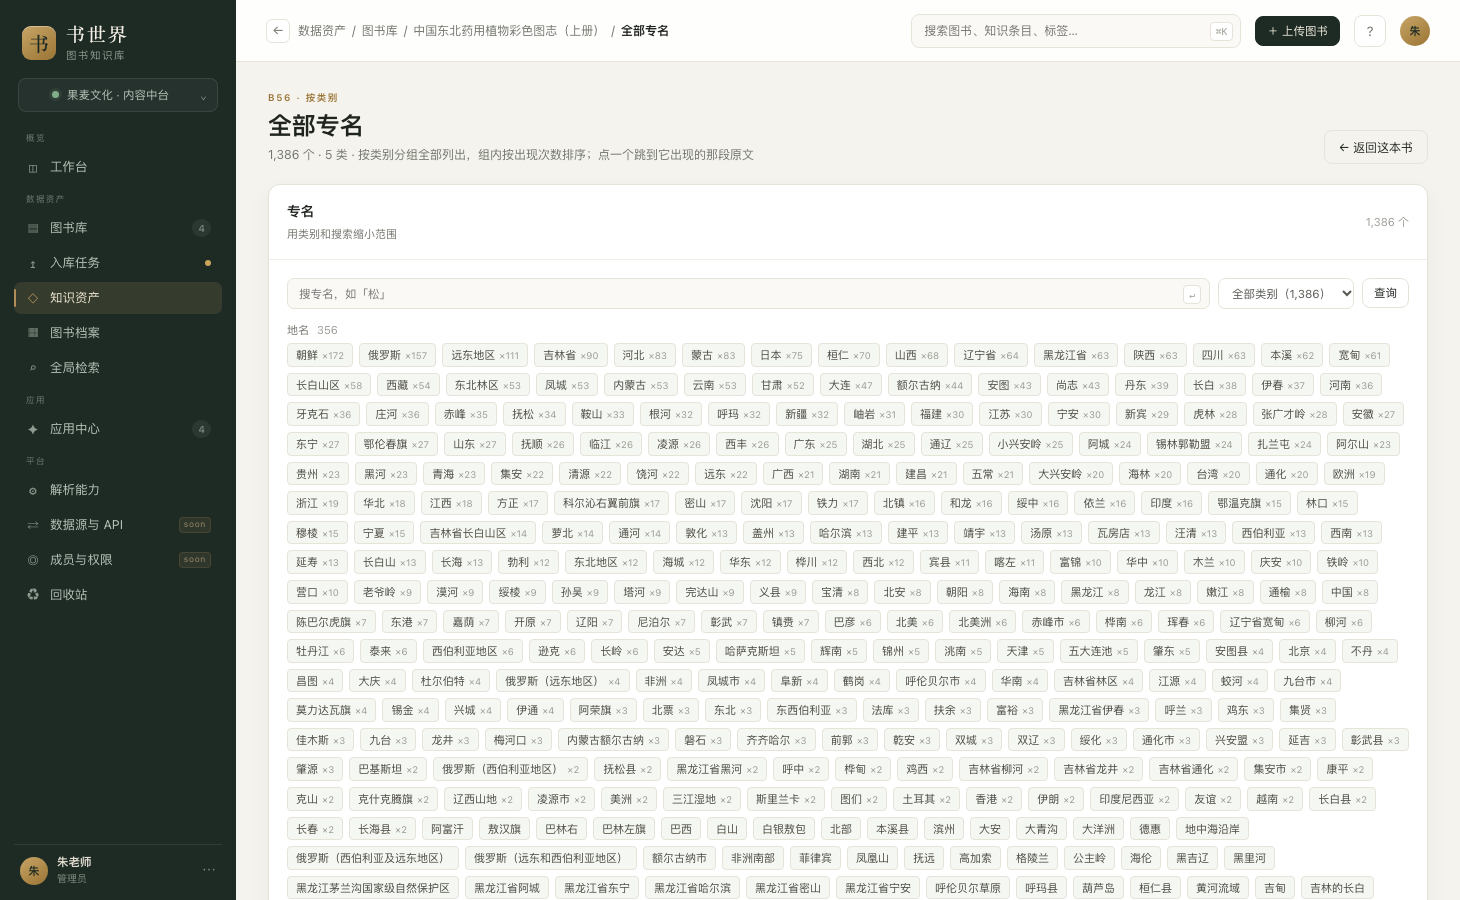 书
书世界
图书知识库
果麦文化 · 内容中台
概览
工作台
数据资产
图书库 4
入库任务
知识资产
图书档案
全局检索
应用
应用中心 4
平台
解析能力
数据源与 API soon
成员与权限 soon
回收站
朱 朱老师
管理员
← 数据资产 / 图书库 / 中国东北药用植物彩色图志（上册） / 全部专名
搜索图书、知识条目、标签... ⌘K
+ 上传图书
?
朱
B56 · 按类别
全部专名
1,386 个 · 5 类 · 按类别分组全部列出，组内按出现次数排序；点一个跳到它出现的那段原文
← 返回这本书
专名
用类别和搜索缩小范围
1,386 个
搜专名，如「松」 ↵
全部类别（1,386）
查询
地名 356
朝鲜 ×172 俄罗斯 ×157 远东地区 ×111 吉林省 ×90 河北 ×83 蒙古 ×83 日本 ×75 桓仁 ×70 山西 ×68 辽宁省 ×64 黑龙江省 ×63 陕西 ×63 四川 ×63 本溪 ×62 宽甸 ×61
长白山区 ×58 西藏 ×54 东北林区 ×53 凤城 ×53 内蒙古 ×53 云南 ×53 甘肃 ×52 大连 ×47 额尔古纳 ×44 安图 ×43 尚志 ×43 丹东 ×39 长白 ×38 伊春 ×37 河南 ×36
牙克石 ×36 庄河 ×36 赤峰 ×35 抚松 ×34 鞍山 ×33 根河 ×32 呼玛 ×32 新疆 ×32 岫岩 ×31 福建 ×30 江苏 ×30 宁安 ×30 新宾 ×29 虎林 ×28 张广才岭 ×28 安徽 ×27
东宁 ×27 鄂伦春旗 ×27 山东 ×27 抚顺 ×26 临江 ×26 凌源 ×26 西丰 ×26 广东 ×25 湖北 ×25 通辽 ×25 小兴安岭 ×25 阿城 ×24 锡林郭勒盟 ×24 扎兰屯 ×24 阿尔山 ×23
贵州 ×23 黑河 ×23 青海 ×23 集安 ×22 清源 ×22 饶河 ×22 远东 ×22 广西 ×21 湖南 ×21 建昌 ×21 五常 ×21 大兴安岭 ×20 海林 ×20 台湾 ×20 通化 ×20 欧洲 ×19
浙江 ×19 华北 ×18 江西 ×18 方正 ×17 科尔沁右翼前旗 ×17 密山 ×17 沈阳 ×17 铁力 ×17 北镇 ×16 和龙 ×16 绥中 ×16 依兰 ×16 印度 ×16 鄂温克旗 ×15 林口 ×15
穆棱 ×15 宁夏 ×15 吉林省长白山区 ×14 萝北 ×14 通河 ×14 敦化 ×13 盖州 ×13 哈尔滨 ×13 建平 ×13 靖宇 ×13 汤原 ×13 瓦房店 ×13 汪清 ×13 西伯利亚 ×13 西南 ×13
延寿 ×13 长白山 ×13 长海 ×13 勃利 ×12 东北地区 ×12 海城 ×12 华东 ×12 桦川 ×12 西北 ×12 宾县 ×11 喀左 ×11 富锦 ×10 华中 ×10 木兰 ×10 庆安 ×10 铁岭 ×10
营口 ×10 老爷岭 ×9 漠河 ×9 绥棱 ×9 孙吴 ×9 塔河 ×9 完达山 ×9 义县 ×9 宝清 ×8 北安 ×8 朝阳 ×8 海南 ×8 黑龙江 ×8 龙江 ×8 嫩江 ×8 通榆 ×8 中国 ×8
陈巴尔虎旗 ×7 东港 ×7 嘉荫 ×7 开原 ×7 辽阳 ×7 尼泊尔 ×7 彰武 ×7 镇赉 ×7 巴彦 ×6 北美 ×6 北美洲 ×6 赤峰市 ×6 桦南 ×6 珲春 ×6 辽宁省宽甸 ×6 柳河 ×6
牡丹江 ×6 泰来 ×6 西伯利亚地区 ×6 逊克 ×6 长岭 ×6 安达 ×5 哈萨克斯坦 ×5 辉南 ×5 锦州 ×5 洮南 ×5 天津 ×5 五大连池 ×5 肇东 ×5 安图县 ×4 北京 ×4 不丹 ×4
昌图 ×4 大庆 ×4 杜尔伯特 ×4 俄罗斯（远东地区） ×4 非洲 ×4 凤城市 ×4 阜新 ×4 鹤岗 ×4 呼伦贝尔市 ×4 华南 ×4 吉林省林区 ×4 江源 ×4 蛟河 ×4 九台市 ×4
莫力达瓦旗 ×4 锡金 ×4 兴城 ×4 伊通 ×4 阿荣旗 ×3 北票 ×3 东北 ×3 东西伯利亚 ×3 法库 ×3 扶余 ×3 富裕 ×3 黑龙江省伊春 ×3 呼兰 ×3 鸡东 ×3 集贤 ×3
佳木斯 ×3 九台 ×3 龙井 ×3 梅河口 ×3 内蒙古额尔古纳 ×3 磐石 ×3 齐齐哈尔 ×3 前郭 ×3 乾安 ×3 双城 ×3 双辽 ×3 绥化 ×3 通化市 ×3 兴安盟 ×3 延吉 ×3 彰武县 ×3
肇源 ×3 巴基斯坦 ×2 俄罗斯（西伯利亚地区） ×2 抚松县 ×2 黑龙江省黑河 ×2 呼中 ×2 桦甸 ×2 鸡西 ×2 吉林省柳河 ×2 吉林省龙井 ×2 吉林省通化 ×2 集安市 ×2 康平 ×2
克山 ×2 克什克腾旗 ×2 辽西山地 ×2 凌源市 ×2 美洲 ×2 三江湿地 ×2 斯里兰卡 ×2 图们 ×2 土耳其 ×2 香港 ×2 伊朗 ×2 印度尼西亚 ×2 友谊 ×2 越南 ×2 长白县 ×2
长春 ×2 长海县 ×2 阿富汗 敖汉旗 巴林右 巴林左旗 巴西 白山 白银敖包 北部 本溪县 滨州 大安 大青沟 大洋洲 德惠 地中海沿岸
俄罗斯（西伯利亚及远东地区） 俄罗斯（远东和西伯利亚地区） 额尔古纳市 非洲南部 菲律宾 凤凰山 抚远 高加索 格陵兰 公主岭 海伦 黑吉辽 黑里河
黑龙江茅兰沟国家级自然保护区 黑龙江省阿城 黑龙江省东宁 黑龙江省哈尔滨 黑龙江省密山 黑龙江省宁安 呼伦贝尔草原 呼玛县 葫芦岛 桓仁县 黄河流域 吉甸 吉林的长白